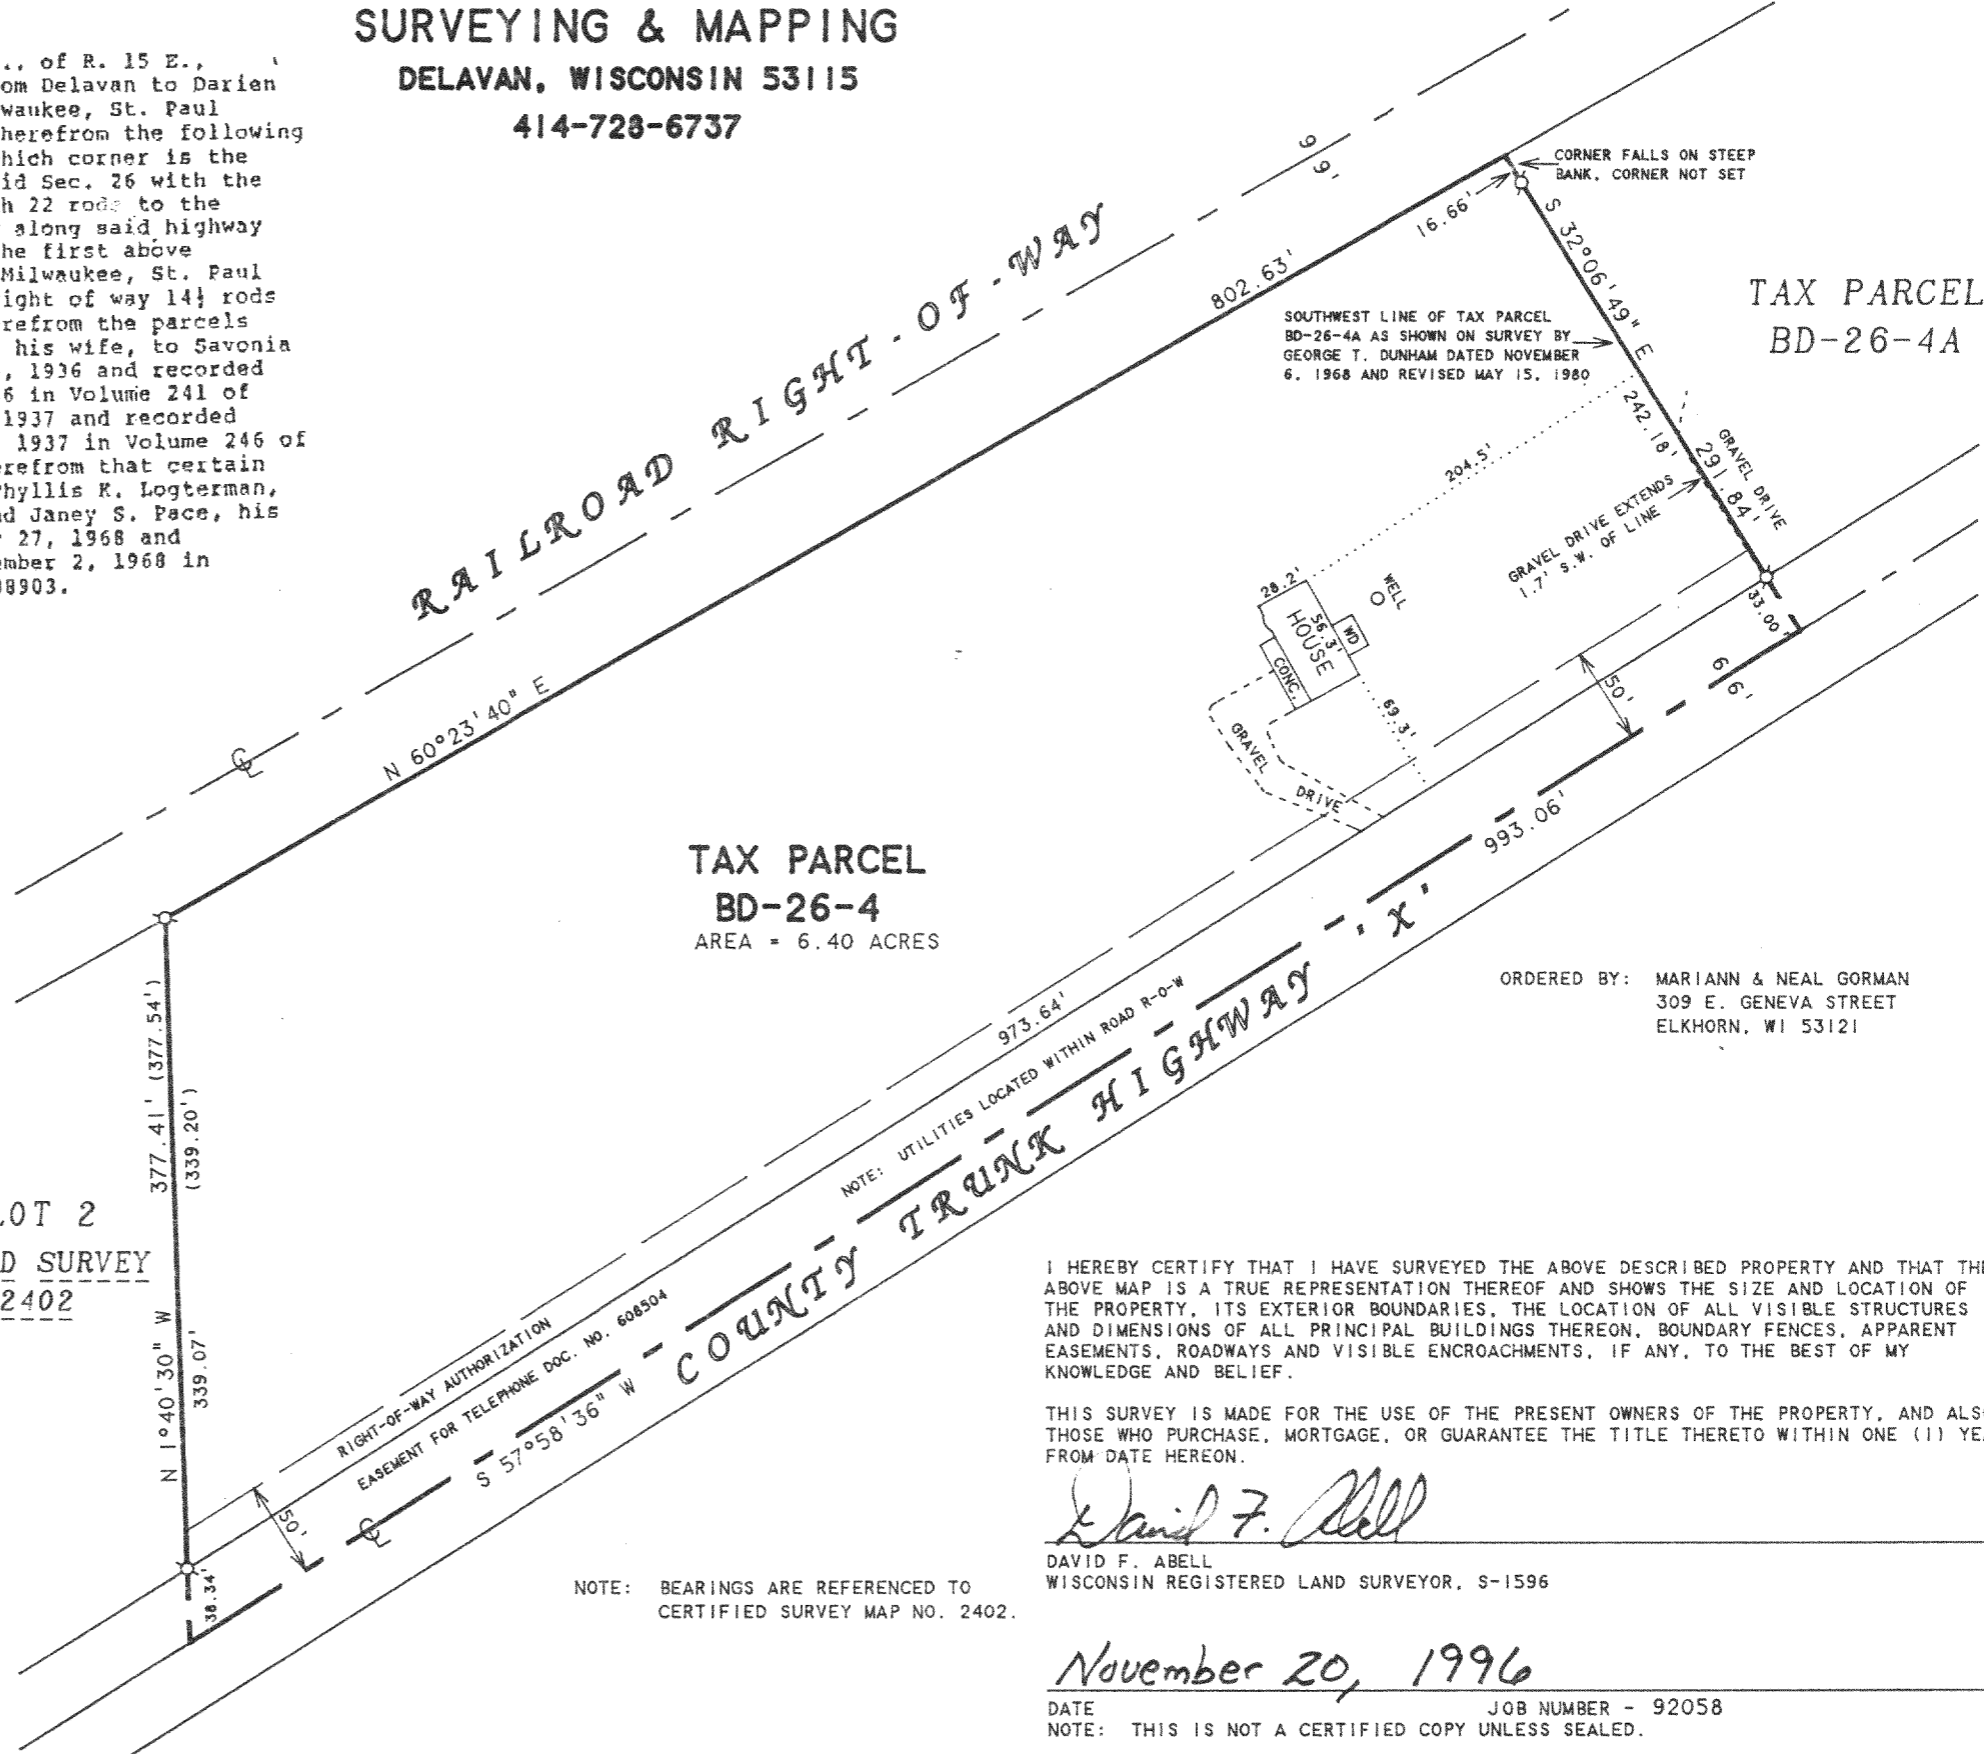 SURVEYING & MAPPING
DELAVAN, WISCONSIN 53115
414-728-6737
., of R. 15 E.,
om Delavan to Darien
waukee, St. Paul
herefrom the following
hich corner is the
id Sec. 26 with the
h 22 rods to the
along said highway
he first above
Milwaukee, St. Paul
ight of way 14½ rods
refrom the parcels
his wife, to Savonia
, 1936 and recorded
6 in Volume 241 of
1937 and recorded
1937 in Volume 246 of
erefrom that certain
hyllis K. Logterman,
d Janey S. Pace, his
27, 1968 and
mber 2, 1968 in
8903.
99'
RAILROAD RIGHT-OF-WAY
CORNER FALLS ON STEEP
BANK, CORNER NOT SET
16.66'
802.63'
S 32°06'49" E
TAX PARCEL
BD-26-4A
SOUTHWEST LINE OF TAX PARCEL
BD-26-4A AS SHOWN ON SURVEY BY
GEORGE T. DUNHAM DATED NOVEMBER
6, 1968 AND REVISED MAY 15, 1980
242.18'
291.84'
GRAVEL DRIVE
204.5'
GRAVEL DRIVE EXTENDS
1.7' S.W. OF LINE
28.2'
WELL
56.3'
HOUSE
WD
CONC.
33.00'
66'
50'
69.3'
GRAVEL
DRIVE
N 60°23'40" E
℄
TAX PARCEL
BD-26-4
AREA = 6.40 ACRES
993.06'
973.64'
NOTE: UTILITIES LOCATED WITHIN ROAD R-O-W
COUNTY TRUNK HIGHWAY 'X'
ORDERED BY: MARIANN & NEAL GORMAN
309 E. GENEVA STREET
ELKHORN, WI 53121
377.41' (377.54')
(339.20')
N 1°40'30" W
339.07'
LOT 2
D SURVEY
2402
RIGHT-OF-WAY AUTHORIZATION
EASEMENT FOR TELEPHONE DOC. NO. 608504
S 57°58'36" W
50'
℄
38.34'
NOTE: BEARINGS ARE REFERENCED TO
CERTIFIED SURVEY MAP NO. 2402.
I HEREBY CERTIFY THAT I HAVE SURVEYED THE ABOVE DESCRIBED PROPERTY AND THAT THE
ABOVE MAP IS A TRUE REPRESENTATION THEREOF AND SHOWS THE SIZE AND LOCATION OF
THE PROPERTY, ITS EXTERIOR BOUNDARIES, THE LOCATION OF ALL VISIBLE STRUCTURES
AND DIMENSIONS OF ALL PRINCIPAL BUILDINGS THEREON, BOUNDARY FENCES, APPARENT
EASEMENTS, ROADWAYS AND VISIBLE ENCROACHMENTS, IF ANY, TO THE BEST OF MY
KNOWLEDGE AND BELIEF.
THIS SURVEY IS MADE FOR THE USE OF THE PRESENT OWNERS OF THE PROPERTY, AND ALS
THOSE WHO PURCHASE, MORTGAGE, OR GUARANTEE THE TITLE THERETO WITHIN ONE (1) YE
FROM DATE HEREON.
David F. Abell
DAVID F. ABELL
WISCONSIN REGISTERED LAND SURVEYOR, S-1596
November 20, 1996
DATE JOB NUMBER - 92058
NOTE: THIS IS NOT A CERTIFIED COPY UNLESS SEALED.